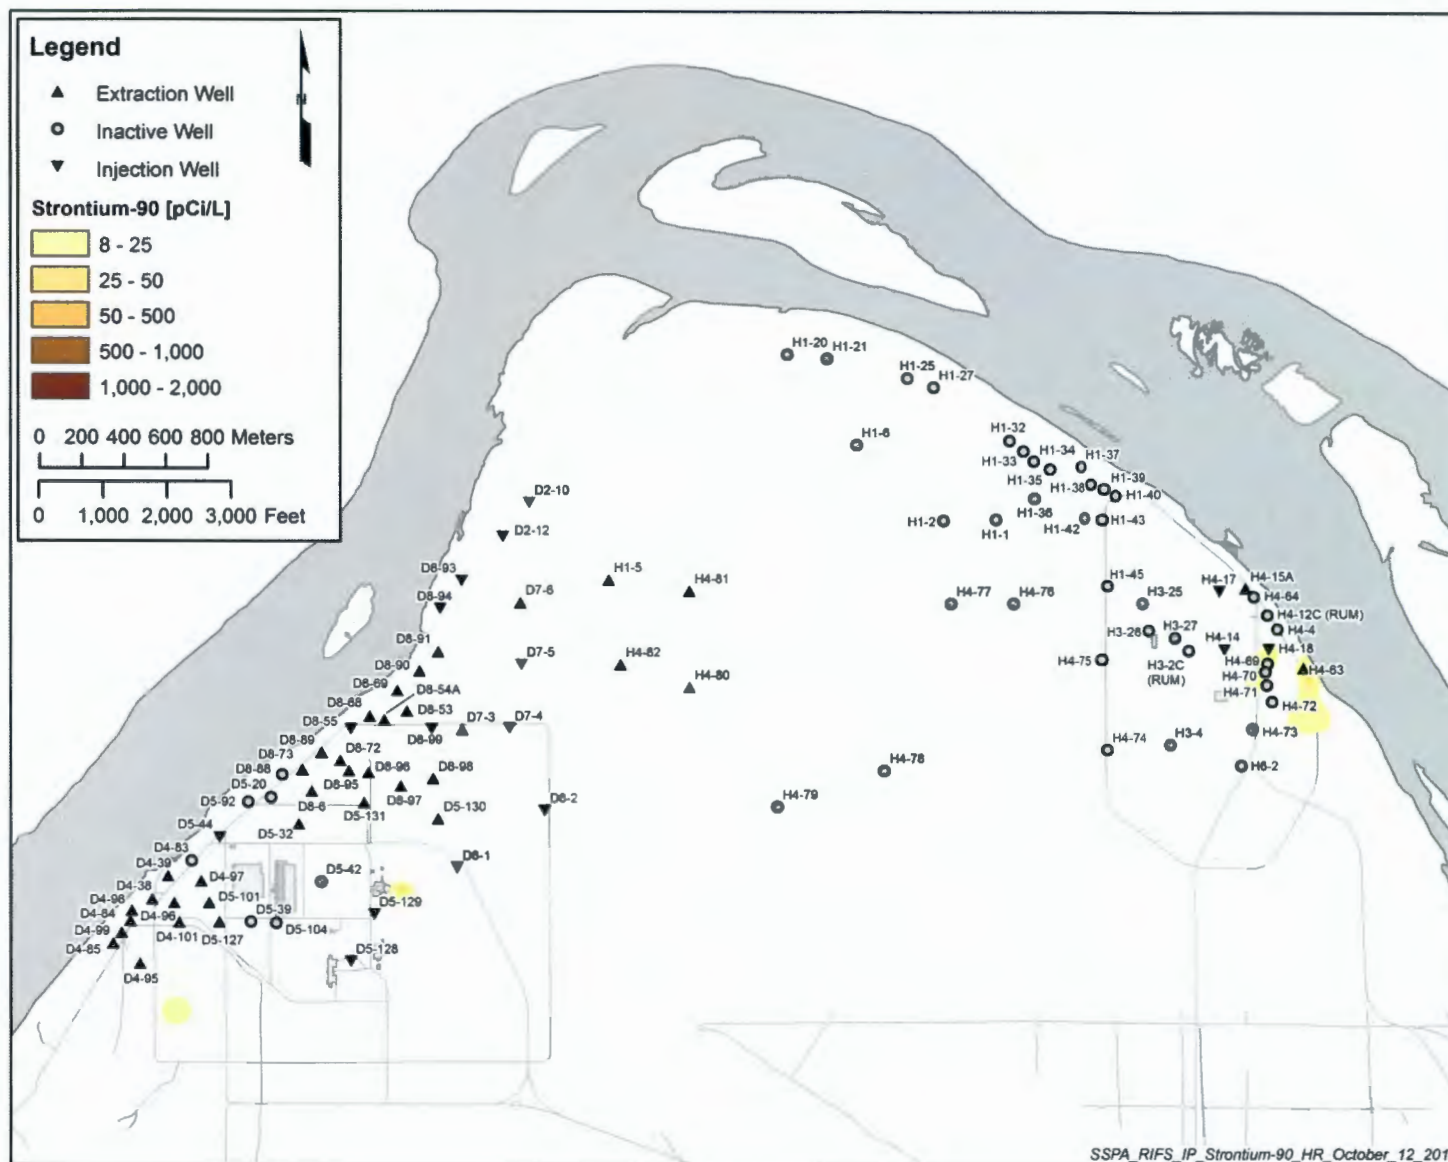 Legend
Extraction Well
Inactive Well
Injection Well
Strontium-90 [pCi/L]
8 - 25
25 - 50
50 - 500
500 - 1,000
1,000 - 2,000
0 200 400 600 800 Meters
0 1,000 2,000 3,000 Feet
N
H1-20
H1-21
H1-25
H1-27
H1-6
H1-32
H1-33
H1-34
H1-37
H1-35
H1-38
H1-39
H1-40
H1-36
H1-2
H1-1
H1-42
H1-43
D2-10
D2-12
D8-93
D8-94
D7-6
H1-5
H4-81
H4-77
H4-76
H1-45
H3-25
H4-17
H4-15A
H4-64
H4-12C (RUM)
H4-4
H3-26
H3-27
H4-14
H4-18
D8-91
D8-90
D7-5
H4-82
H4-75
H3-2C
(RUM)
H4-69
H4-63
H4-70
H4-71
H4-72
D8-69
D8-54A
H4-80
D8-68
D8-53
D8-55
D8-99
D7-3
D7-4
H4-73
H4-74
H3-4
H6-2
D8-89
D8-72
D8-73
D8-88
D8-96
D8-98
D8-95
D8-97
H4-78
D5-20
D5-92
D8-6
D5-131
D5-130
D6-2
H4-79
D5-44
D5-32
D4-83
D4-39
D4-97
D5-42
D6-1
D4-38
D5-101
D4-98
D4-84
D4-96
D5-39
D5-129
D4-99
D4-101
D5-104
D4-85
D5-127
D5-128
D4-95
SSPA_RIFS_IP_Strontium-90_HR_October_12_201